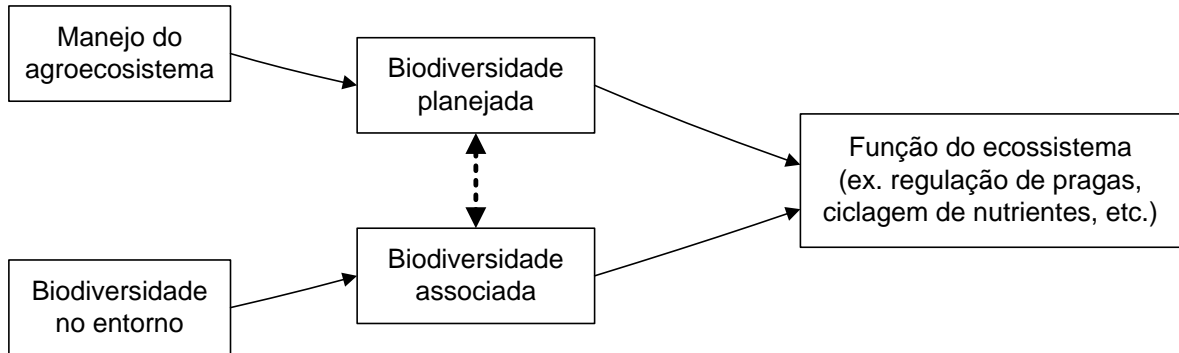 Manejo do
agroecosistema
Biodiversidade
planejada
Função do ecossistema
(ex. regulação de pragas,
ciclagem de nutrientes, etc.)
Biodiversidade
associada
Biodiversidade
no entorno